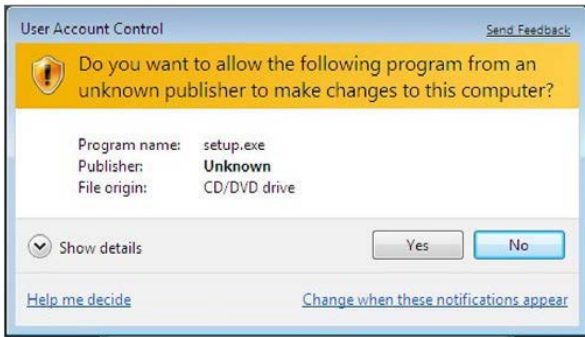 User Account Control
Send Feedback
Do you want to allow the following program from an
unknown publisher to make changes to this computer?
Program name: setup.exe
Publisher: Unknown
File origin: CD/DVD drive
Show details
Yes
No
Help me decide
Change when these notifications appear